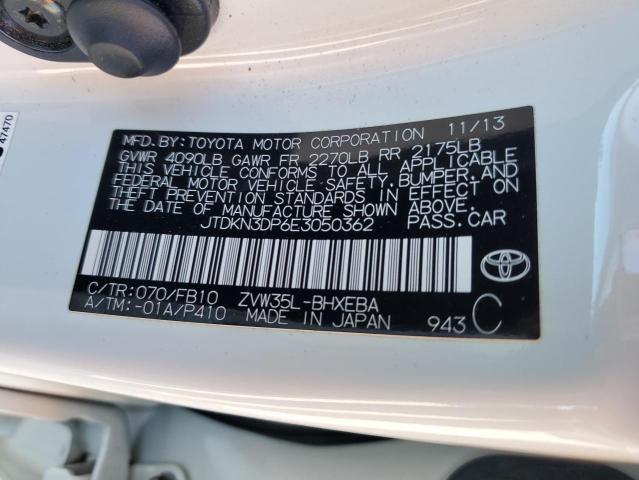 47470
MFD. BY: TOYOTA MOTOR CORPORATION 11/13
GVWR 4090LB GAWR FR 2270LB RR 2175LB
THIS VEHICLE CONFORMS TO ALL APPLICABLE
FEDERAL MOTOR VEHICLE SAFETY, BUMPER, AND
THEFT PREVENTION STANDARDS IN EFFECT ON
THE DATE OF MANUFACTURE SHOWN ABOVE.
JTDKN3DP6E3050362 PASS. CAR
C/TR: 070/FB10 ZVW35L-BHXEBA
A/TM: -01A/P410 MADE IN JAPAN 943 C